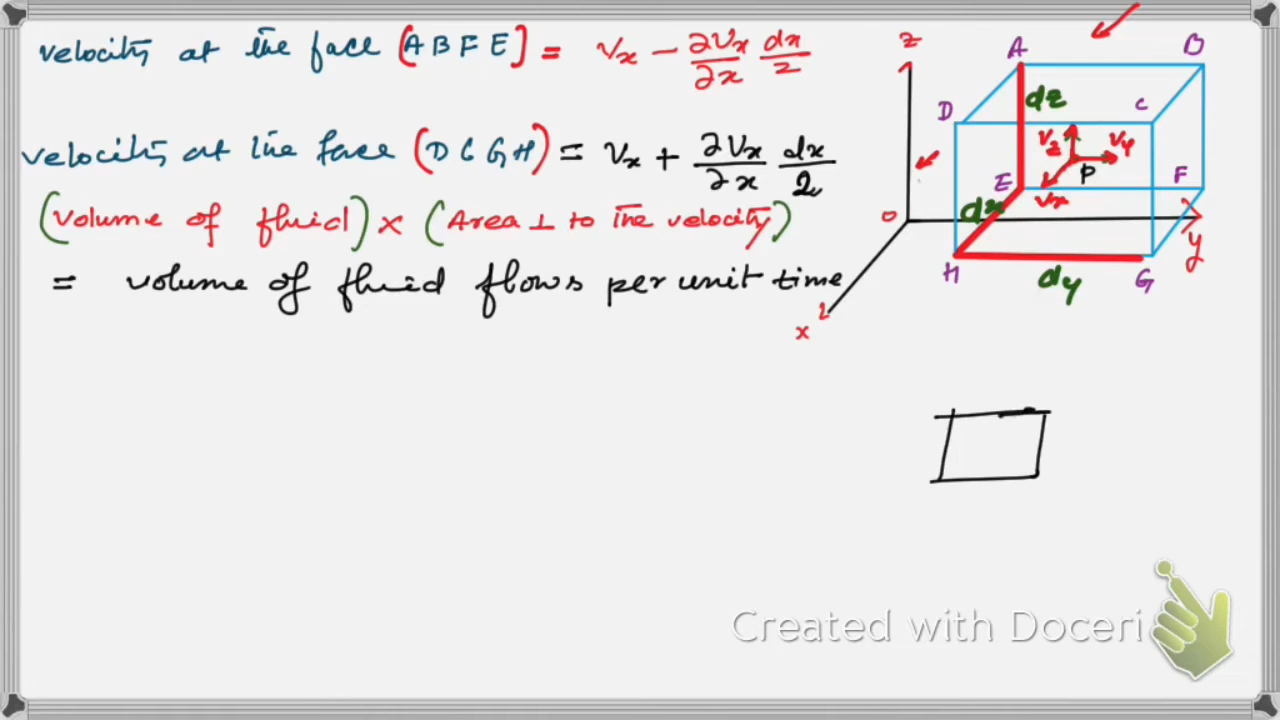 velocity at the face (A B F E] = vx − ∂vx/∂x dx/2
velocity at the face (D C G H) = vx + ∂vx/∂x dx/2
(Volume of fluid) × (Area ⊥ to the velocity)
= volume of fluid flows per unit time
z
A
B
D
dz
C
vz
vy
P
E
F
vx
dx
o
y
H
dy
G
x
Created with Doceri